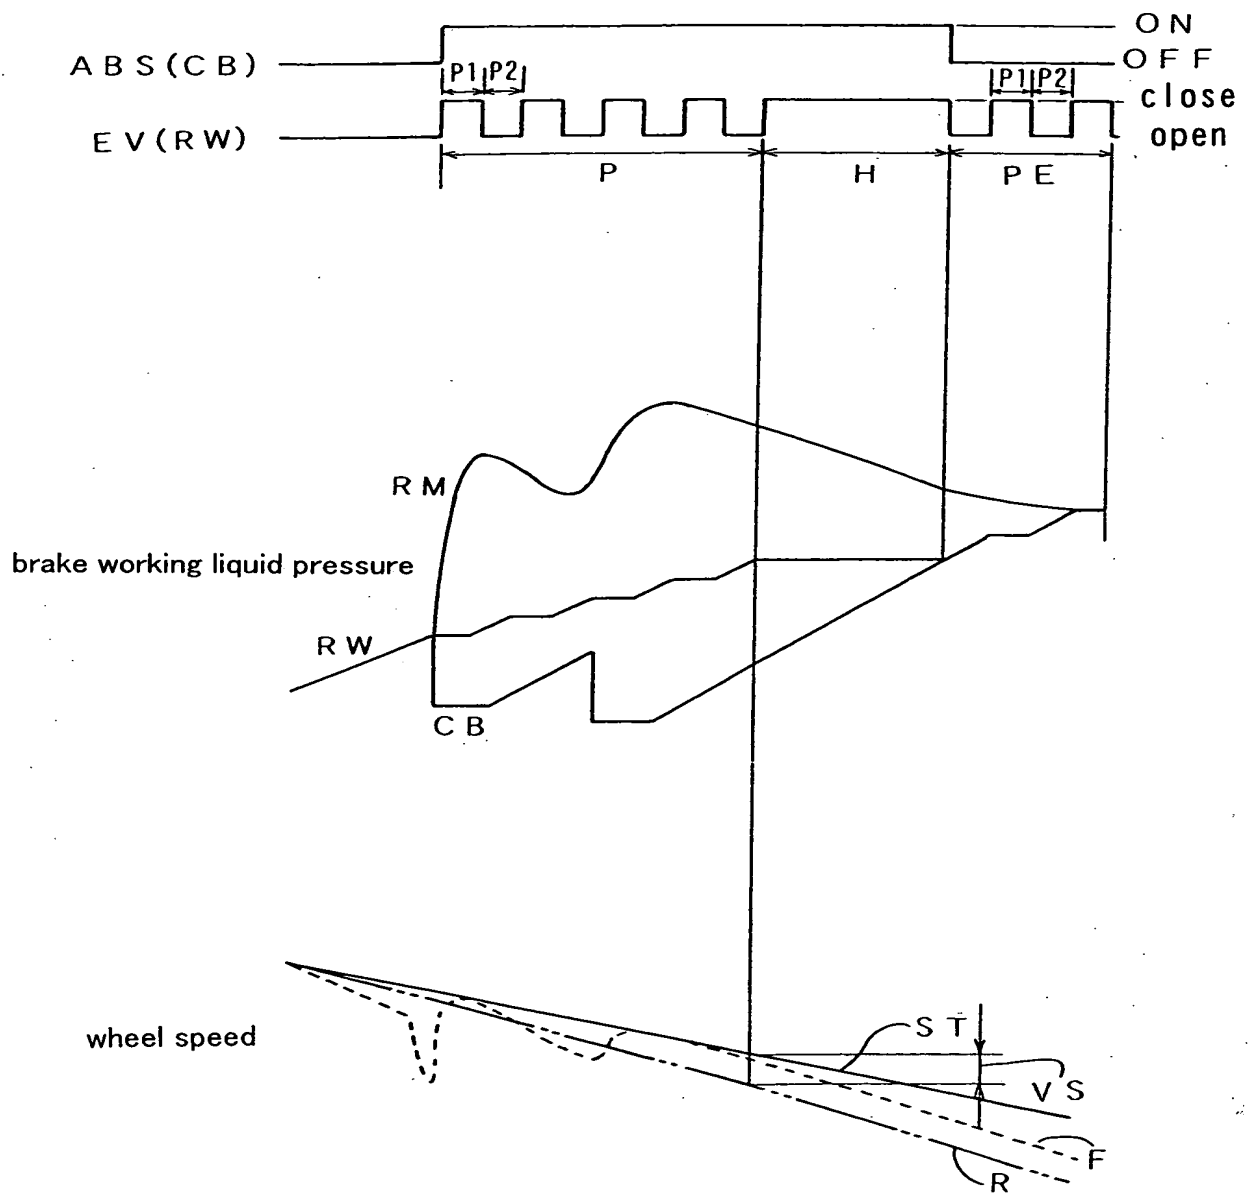 ON
ABS(CB)
OFF
P1 P2
P1 P2
close
EV(RW)
open
P
H
PE
RM
brake working liquid pressure
RW
CB
wheel speed
ST
VS
F
R